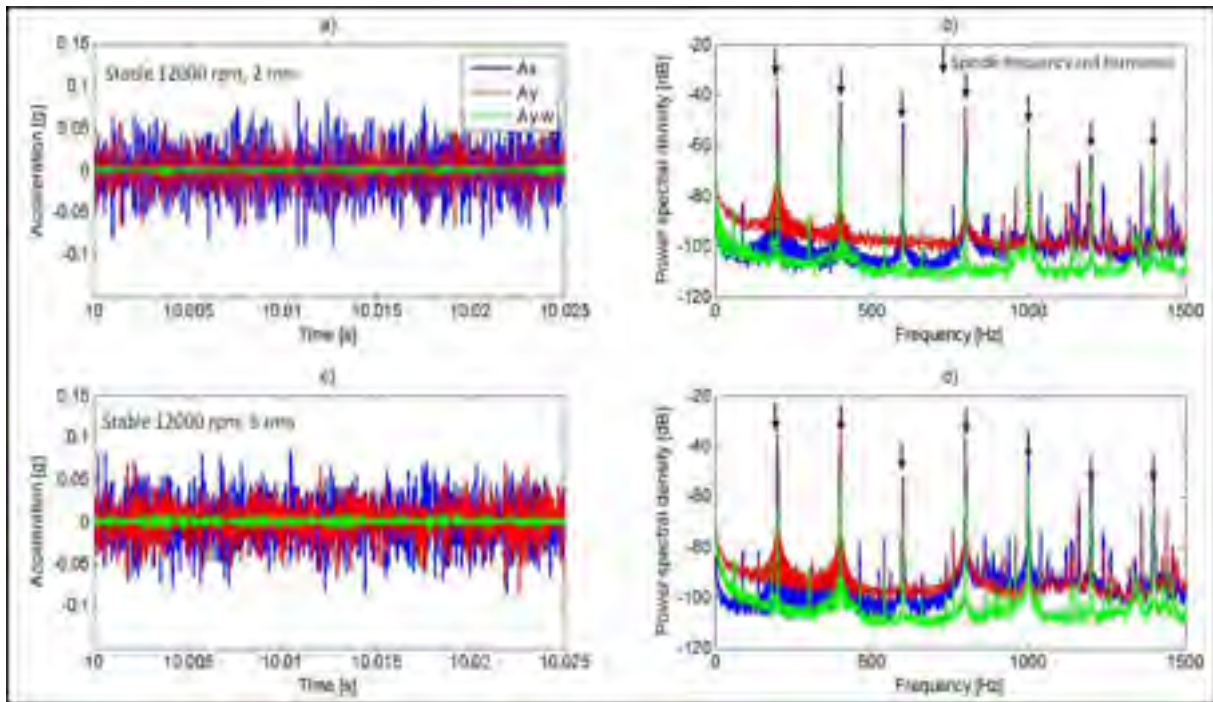 a)
0.15
0.1
0.05
0
-0.05
-0.1
Acceleration [g]
Stable 12000 rpm, 2 mm
Ax
Ay
Ay-w
10 10.005 10.01 10.015 10.02 10.025
Time [s]
b)
-20
-40
-60
-80
-100
-120
Power spectral density [dB]
Spindle frequency and harmonics
0 500 1000 1500
Frequency [Hz]
c)
0.15
0.1
0.05
0
-0.05
-0.1
Acceleration [g]
Stable 12000 rpm, 5 mm
10 10.005 10.01 10.015 10.02 10.025
Time [s]
d)
-20
-40
-60
-80
-100
-120
Power spectral density [dB]
0 500 1000 1500
Frequency [Hz]